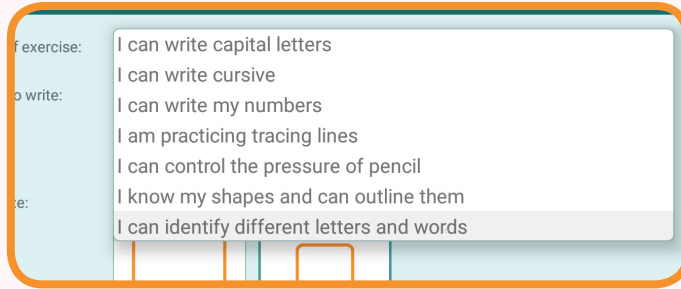 f exercise:
I can write capital letters
I can write cursive
o write:
I can write my numbers
I am practicing tracing lines
I can control the pressure of pencil
I know my shapes and can outline them
e:
I can identify different letters and words